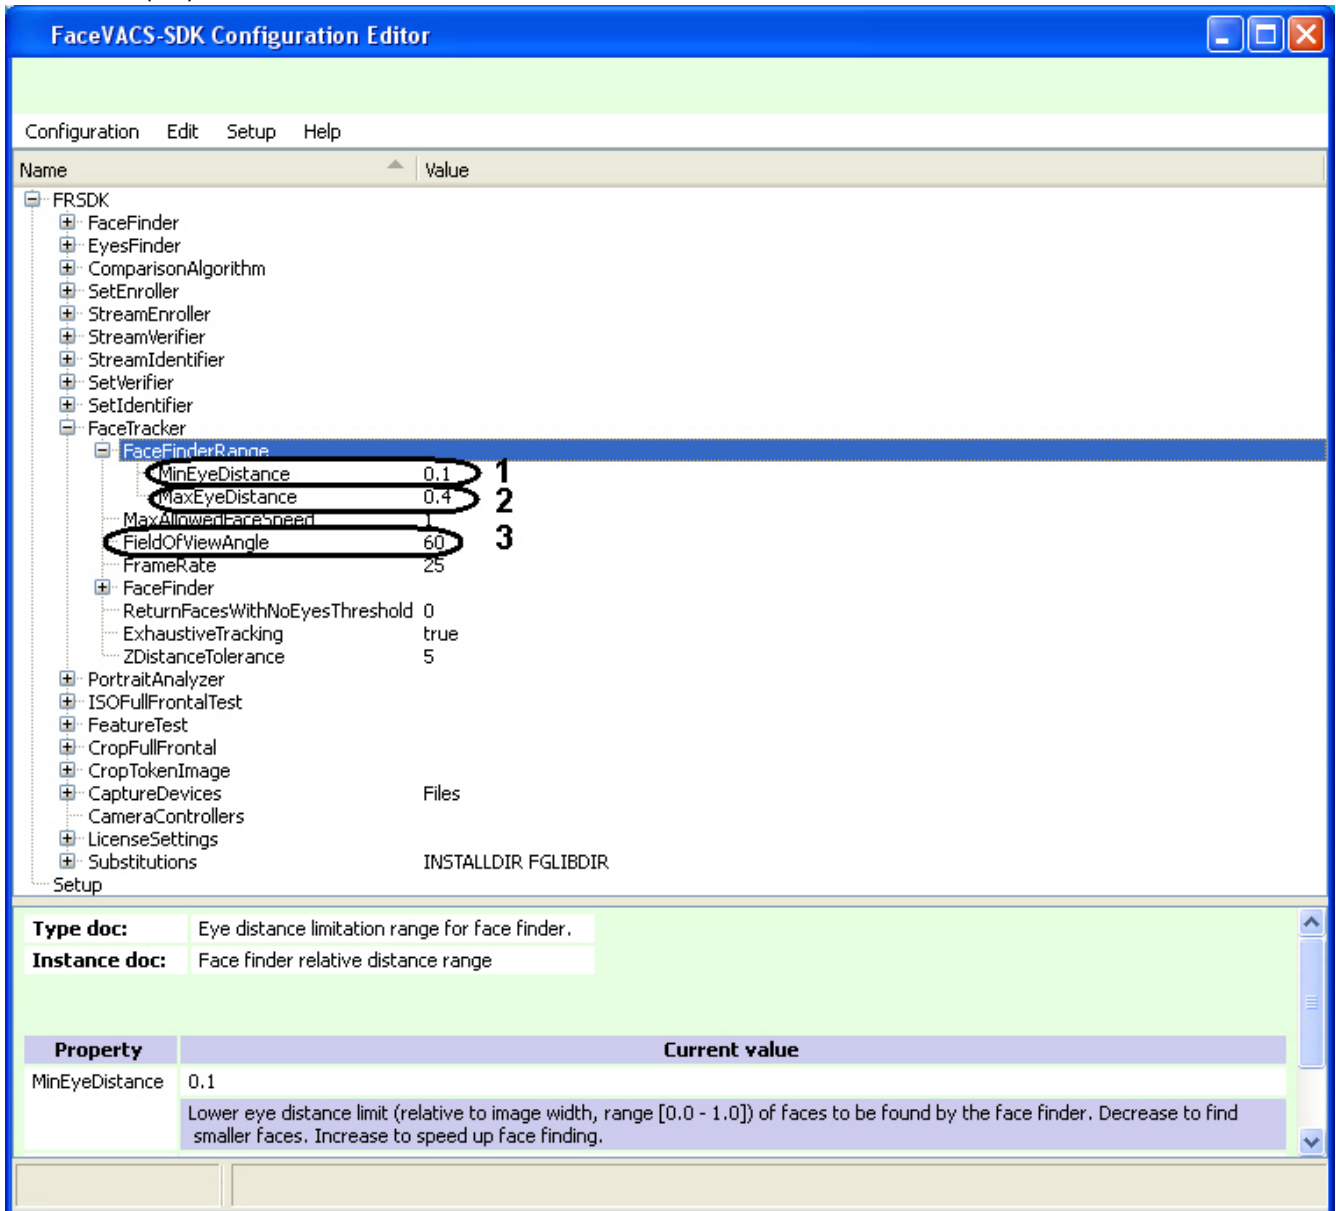 FaceVACS-SDK Configuration Editor
Configuration Edit Setup Help
Name Value
FRSDK
FaceFinder
EyesFinder
ComparisonAlgorithm
SetEnroller
StreamEnroller
StreamVerifier
StreamIdentifier
SetVerifier
SetIdentifier
FaceTracker
FaceFinderRange
MinEyeDistance 0.1 1
MaxEyeDistance 0.4 2
MaxAllowedFaceSpeed 1
FieldOfViewAngle 60 3
FrameRate 25
FaceFinder
ReturnFacesWithNoEyesThreshold 0
ExhaustiveTracking true
ZDistanceTolerance 5
PortraitAnalyzer
ISOFullFrontalTest
FeatureTest
CropFullFrontal
CropTokenImage
CaptureDevices Files
CameraControllers
LicenseSettings
Substitutions INSTALLDIR FGLIBDIR
Setup
Type doc: Eye distance limitation range for face finder.
Instance doc: Face finder relative distance range
Property Current value
MinEyeDistance 0.1
Lower eye distance limit (relative to image width, range [0.0 - 1.0]) of faces to be found by the face finder. Decrease to find
smaller faces. Increase to speed up face finding.